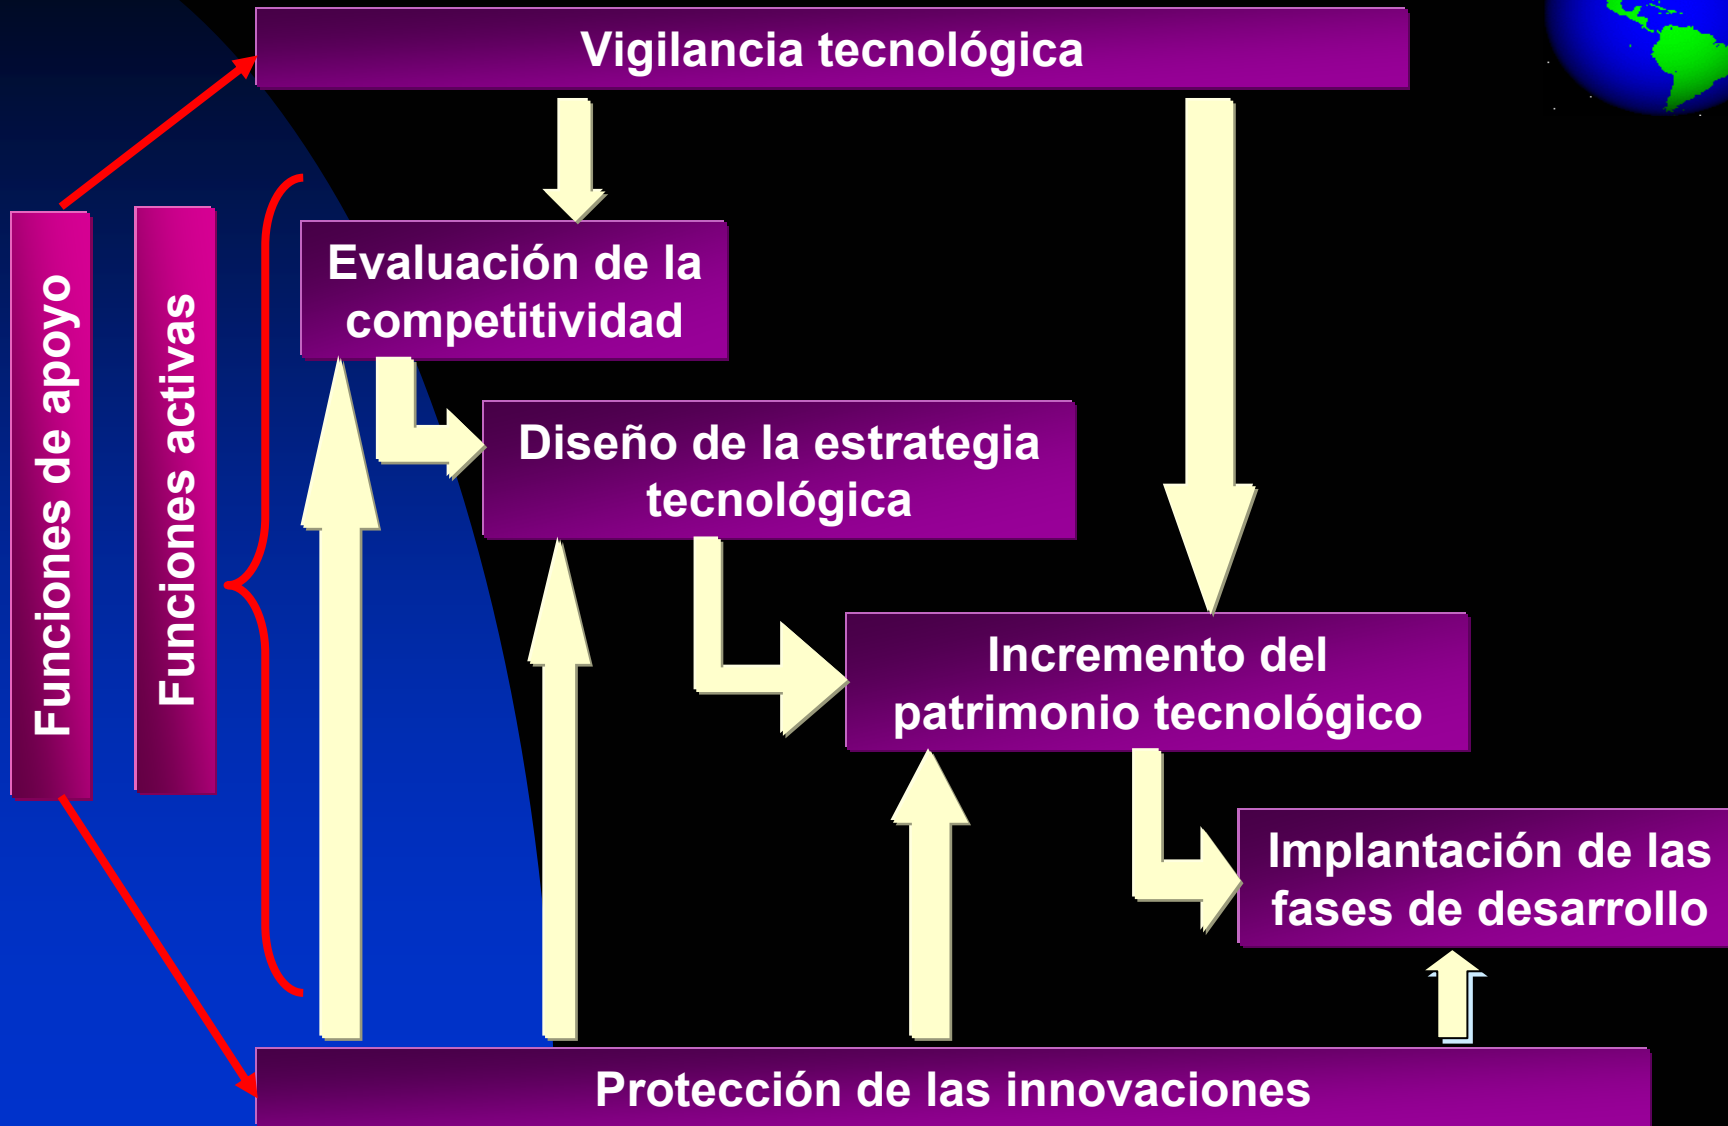 Vigilancia tecnológica
Funciones de apoyo
Funciones activas
Evaluación de la
competitividad
Diseño de la estrategia
tecnológica
Incremento del
patrimonio tecnológico
Implantación de las
fases de desarrollo
Protección de las innovaciones